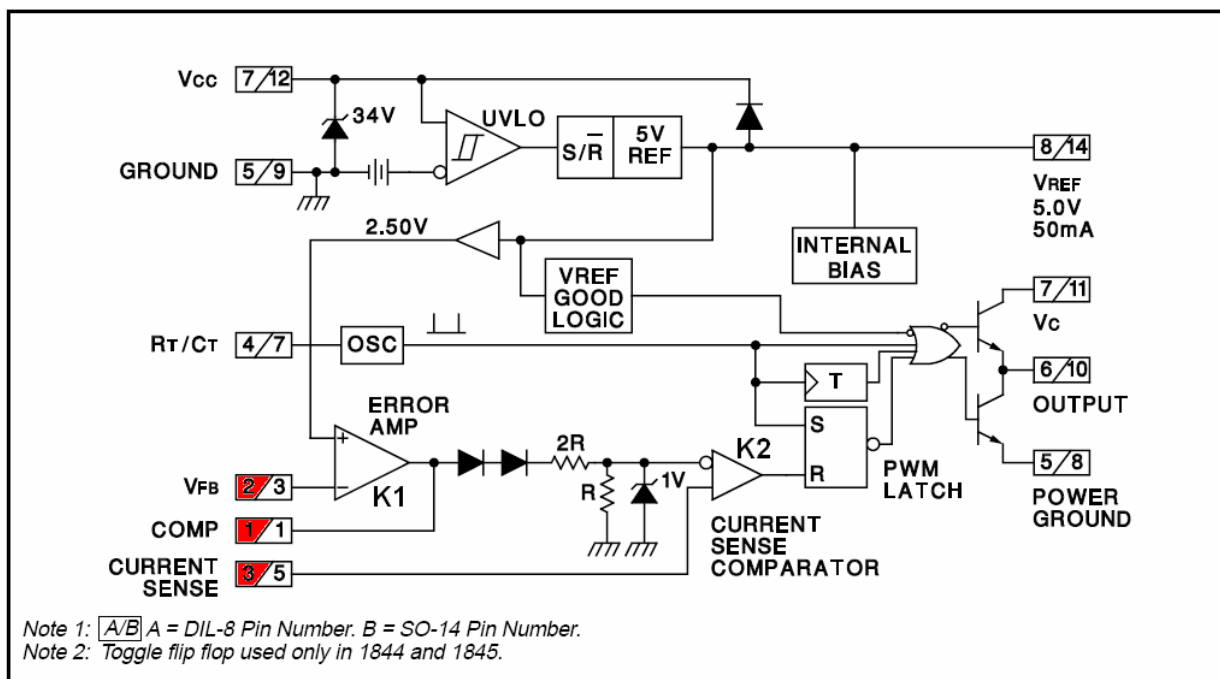 Vcc 7/12
34V
UVLO
S/R
5V
REF
GROUND 5/9
8/14
VREF
5.0V
50mA
2.50V
INTERNAL
BIAS
VREF
GOOD
LOGIC
7/11
Vc
RT/CT 4/7
OSC
T
6/10
OUTPUT
ERROR
AMP
2R
K2
S
R
1V
R
PWM
LATCH
5/8
POWER
GROUND
VFB 2/3
K1
COMP 1/1
CURRENT
SENSE
3/5
CURRENT
SENSE
COMPARATOR
Note 1: A/B A = DIL-8 Pin Number. B = SO-14 Pin Number.
Note 2: Toggle flip flop used only in 1844 and 1845.